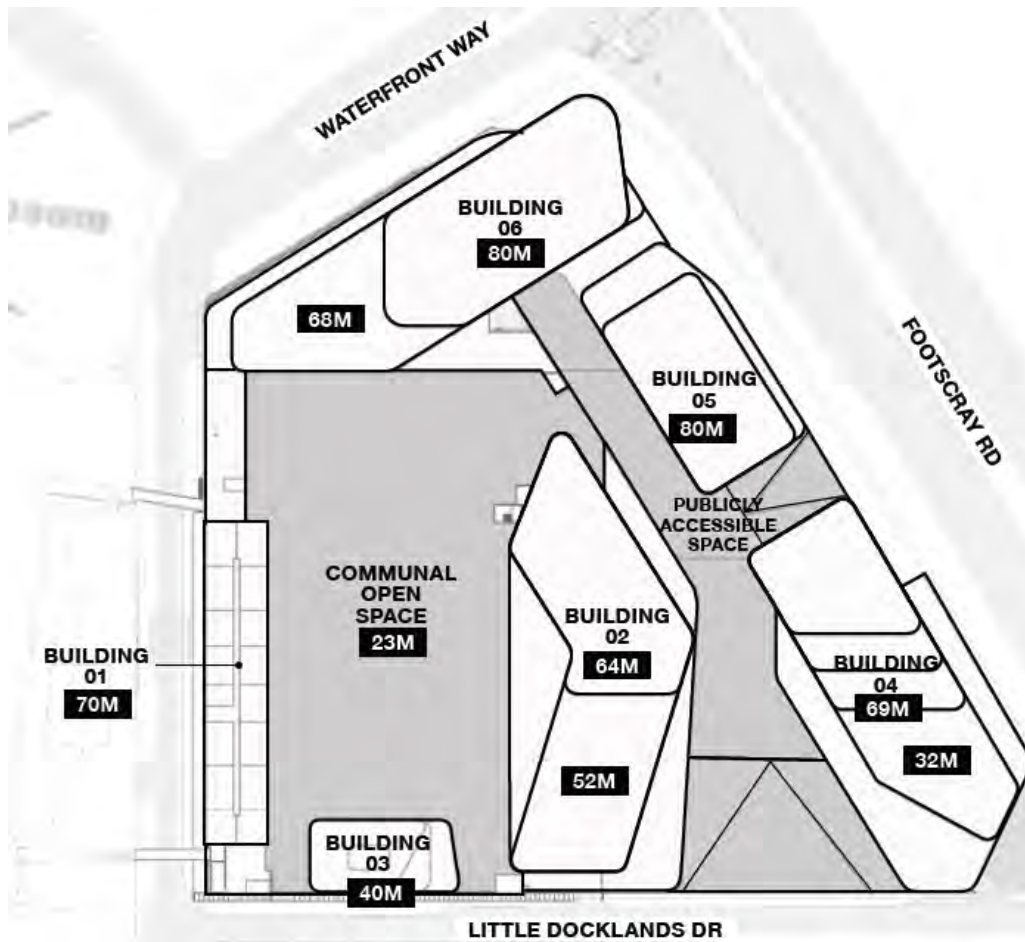 WATERFRONT WAY
BUILDING
06
80M
68M
FOOTSCRAY RD
BUILDING
05
80M
PUBLICLY
ACCESSIBLE
SPACE
COMMUNAL
OPEN
SPACE
23M
BUILDING
02
64M
BUILDING
01
70M
BUILDING
04
69M
32M
52M
BUILDING
03
40M
LITTLE DOCKLANDS DR